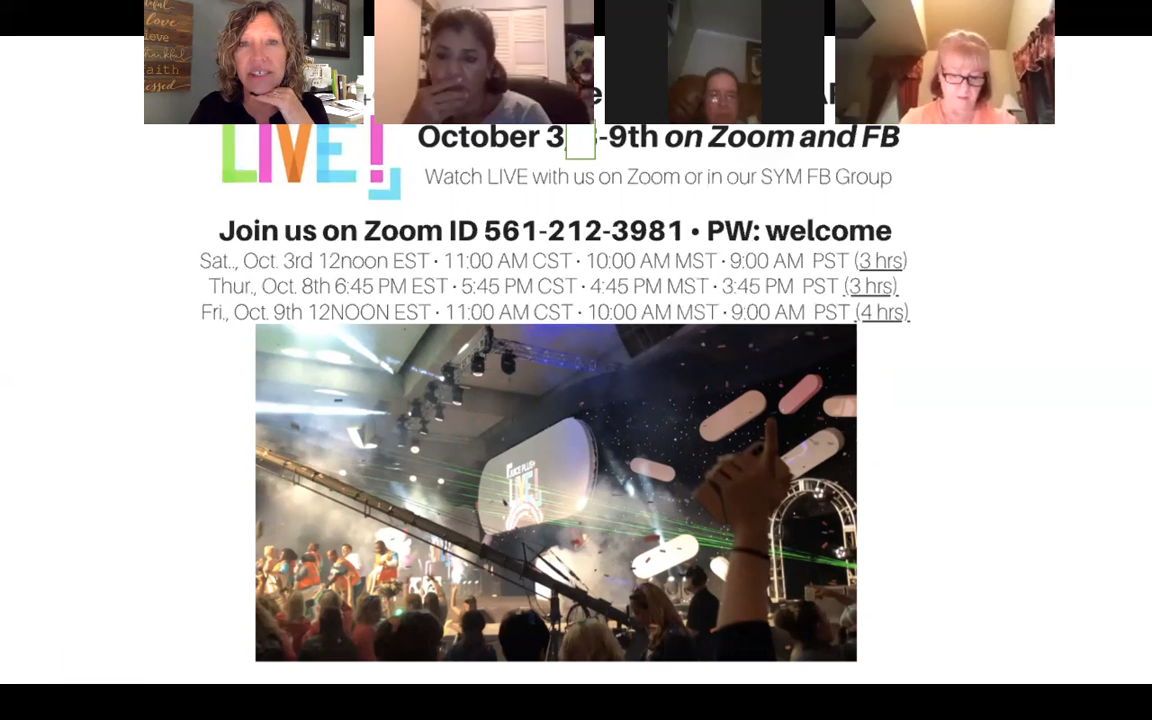 love
faith
LIVE!
October 3, -9th on Zoom and FB
Watch LIVE with us on Zoom or in our SYM FB Group
Join us on Zoom ID 561-212-3981 • PW: welcome
Sat.., Oct. 3rd 12noon EST • 11:00 AM CST • 10:00 AM MST • 9:00 AM PST (3 hrs)
Thur., Oct. 8th 6:45 PM EST • 5:45 PM CST • 4:45 PM MST • 3:45 PM PST (3 hrs)
Fri., Oct. 9th 12NOON EST • 11:00 AM CST • 10:00 AM MST • 9:00 AM PST (4 hrs)
JUICE PLUS+
LIVE!